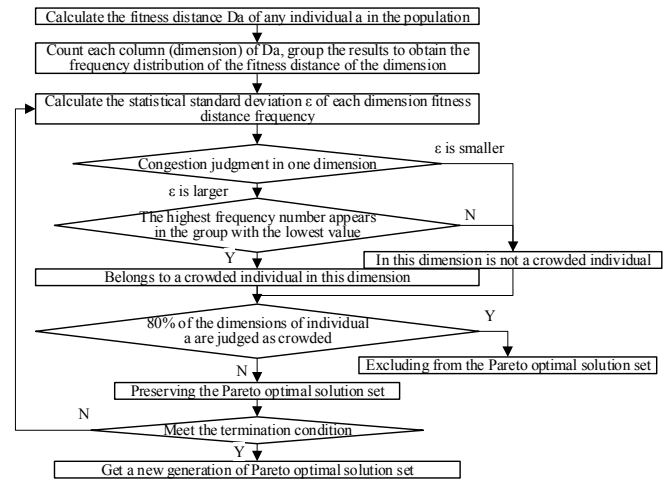 Calculate the fitness distance Da of any individual a in the population
Count each column (dimension) of Da, group the results to obtain the
frequency distribution of the fitness distance of the dimension
Calculate the statistical standard deviation ε of each dimension fitness
distance frequency
ε is smaller
Congestion judgment in one dimension
ε is larger
The highest frequency number appears
in the group with the lowest value
N
Y
In this dimension is not a crowded individual
Belongs to a crowded individual in this dimension
80% of the dimensions of individual
a are judged as crowded
Y
Excluding from the Pareto optimal solution set
N
Preserving the Pareto optimal solution set
N
Meet the termination condition
Y
Get a new generation of Pareto optimal solution set